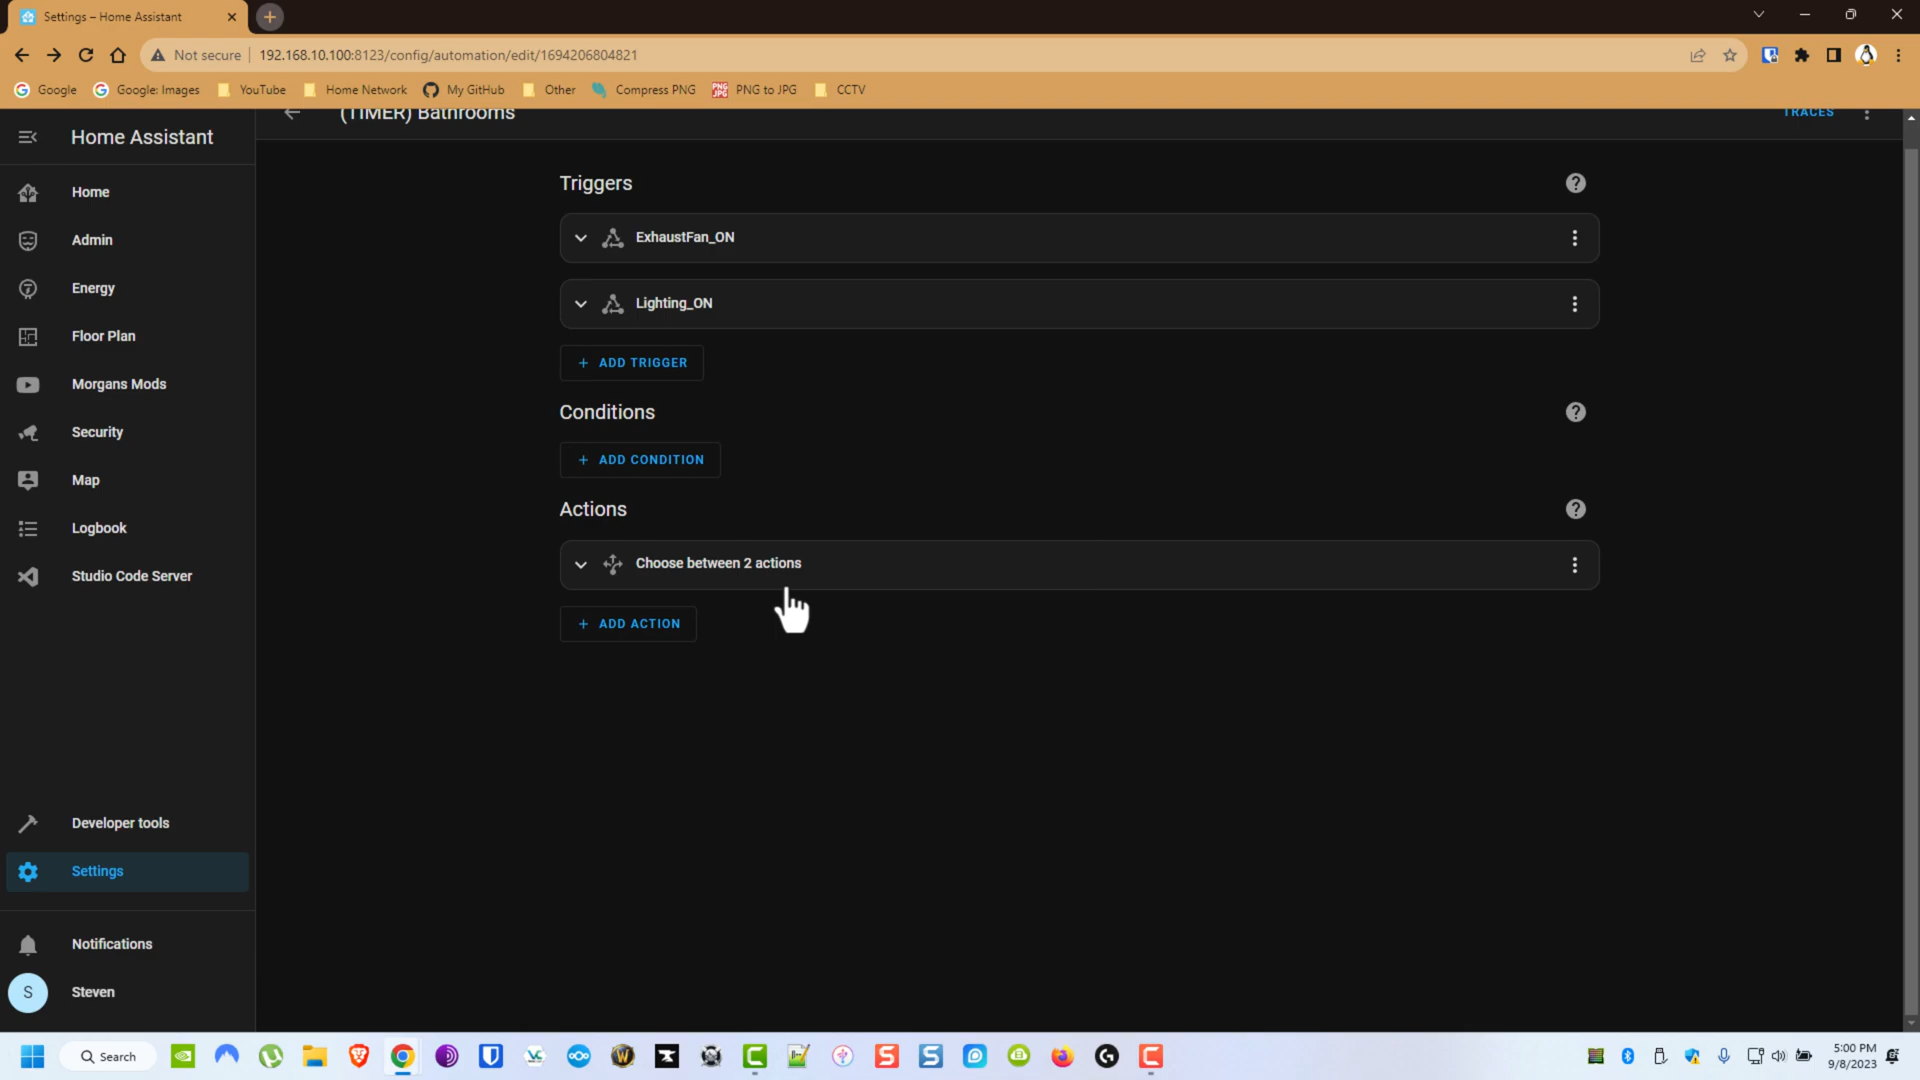 Settings – Home Assistant
Not secure
192.168.10.100:8123/config/automation/edit/1694206804821
Google
Google: Images
YouTube
Home Network
My GitHub
Other
Compress PNG
PNG to JPG
CCTV
Home Assistant
(TIMER) Bathrooms
TRACES
Home
Admin
Energy
Floor Plan
Morgans Mods
Security
Map
Logbook
Studio Code Server
Developer tools
Settings
Notifications
S
Steven
Triggers
ExhaustFan_ON
Lighting_ON
+ ADD TRIGGER
Conditions
+ ADD CONDITION
Actions
Choose between 2 actions
+ ADD ACTION
Search
5:00 PM
9/8/2023